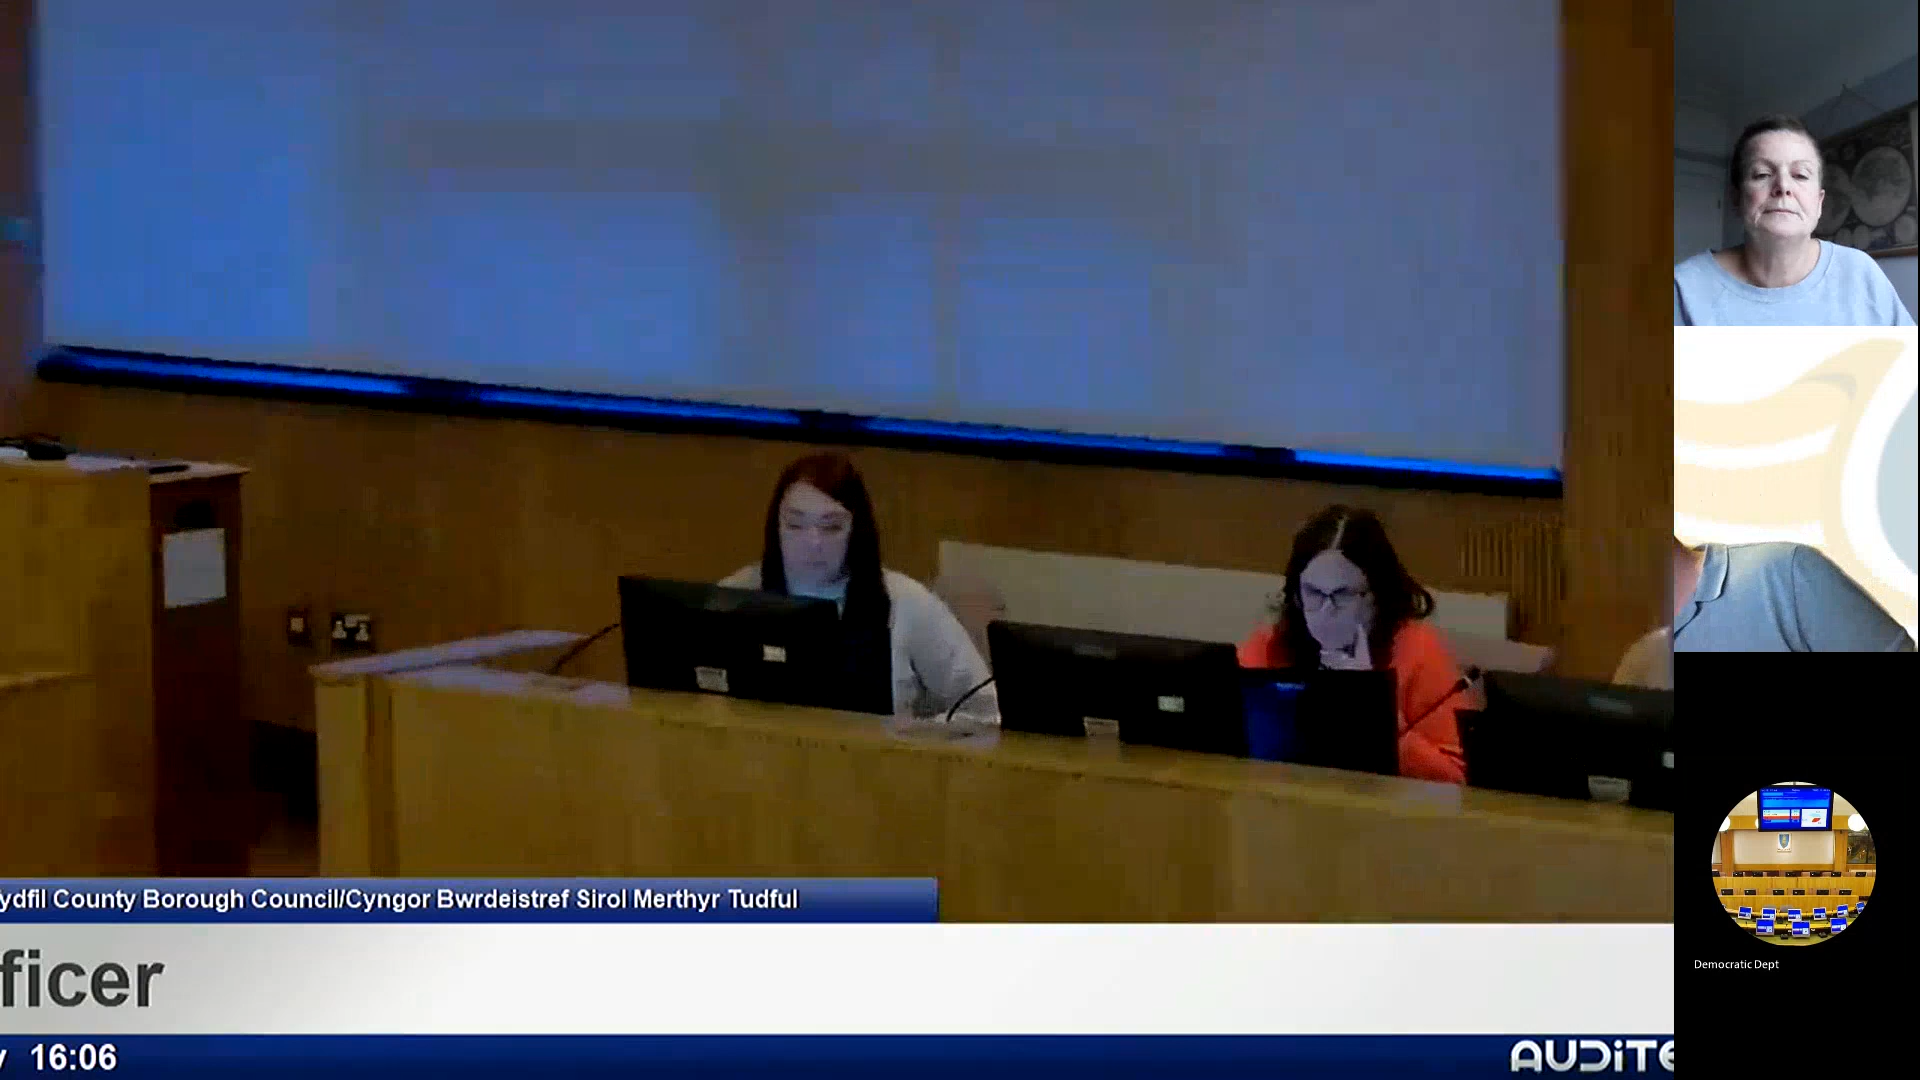 ydfil County Borough Council/Cyngor Bwrdeistref Sirol Merthyr Tudful
ficer
16:06
AUDiTE
Democratic Dept